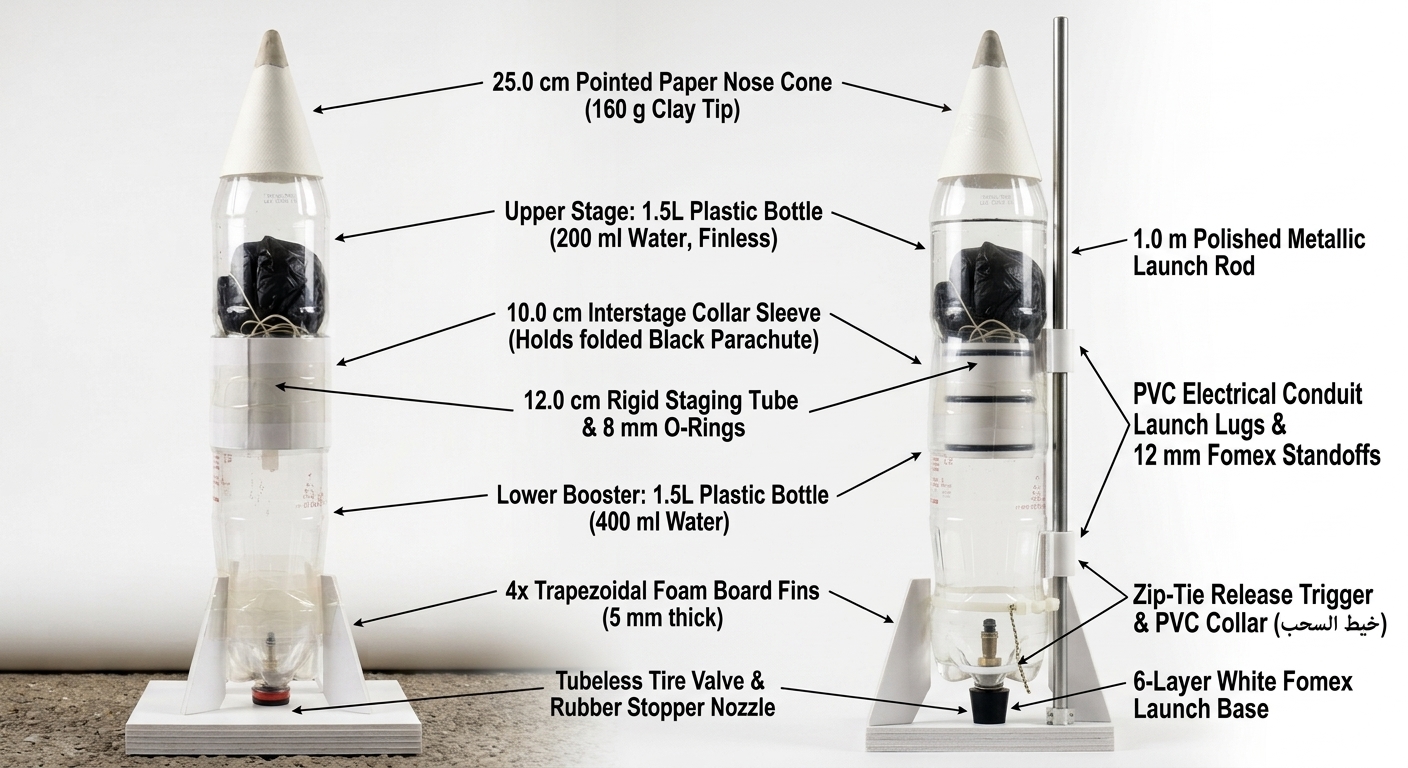 25.0 cm Pointed Paper Nose Cone
(160 g Clay Tip)
Upper Stage: 1.5L Plastic Bottle
(200 ml Water, Finless)
1.0 m Polished Metallic
Launch Rod
10.0 cm Interstage Collar Sleeve
(Holds folded Black Parachute)
12.0 cm Rigid Staging Tube
& 8 mm O-Rings
PVC Electrical Conduit
Launch Lugs &
12 mm Fomex Standoffs
Lower Booster: 1.5L Plastic Bottle
(400 ml Water)
4x Trapezoidal Foam Board Fins
(5 mm thick)
Zip-Tie Release Trigger
& PVC Collar (خيط السحب)
Tubeless Tire Valve &
Rubber Stopper Nozzle
6-Layer White Fomex
Launch Base